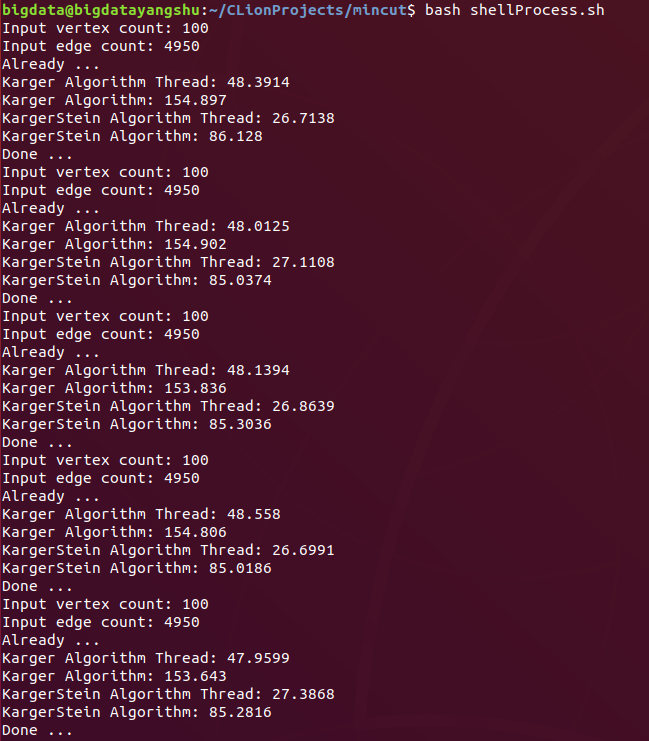 bigdata@bigdatayangshu:~/CLionProjects/mincut$ bash shellProcess.sh
Input vertex count: 100
Input edge count: 4950
Already ...
Karger Algorithm Thread: 48.3914
Karger Algorithm: 154.897
KargerStein Algorithm Thread: 26.7138
KargerStein Algorithm: 86.128
Done ...
Input vertex count: 100
Input edge count: 4950
Already ...
Karger Algorithm Thread: 48.0125
Karger Algorithm: 154.902
KargerStein Algorithm Thread: 27.1108
KargerStein Algorithm: 85.0374
Done ...
Input vertex count: 100
Input edge count: 4950
Already ...
Karger Algorithm Thread: 48.1394
Karger Algorithm: 153.836
KargerStein Algorithm Thread: 26.8639
KargerStein Algorithm: 85.3036
Done ...
Input vertex count: 100
Input edge count: 4950
Already ...
Karger Algorithm Thread: 48.558
Karger Algorithm: 154.806
KargerStein Algorithm Thread: 26.6991
KargerStein Algorithm: 85.0186
Done ...
Input vertex count: 100
Input edge count: 4950
Already ...
Karger Algorithm Thread: 47.9599
Karger Algorithm: 153.643
KargerStein Algorithm Thread: 27.3868
KargerStein Algorithm: 85.2816
Done ...